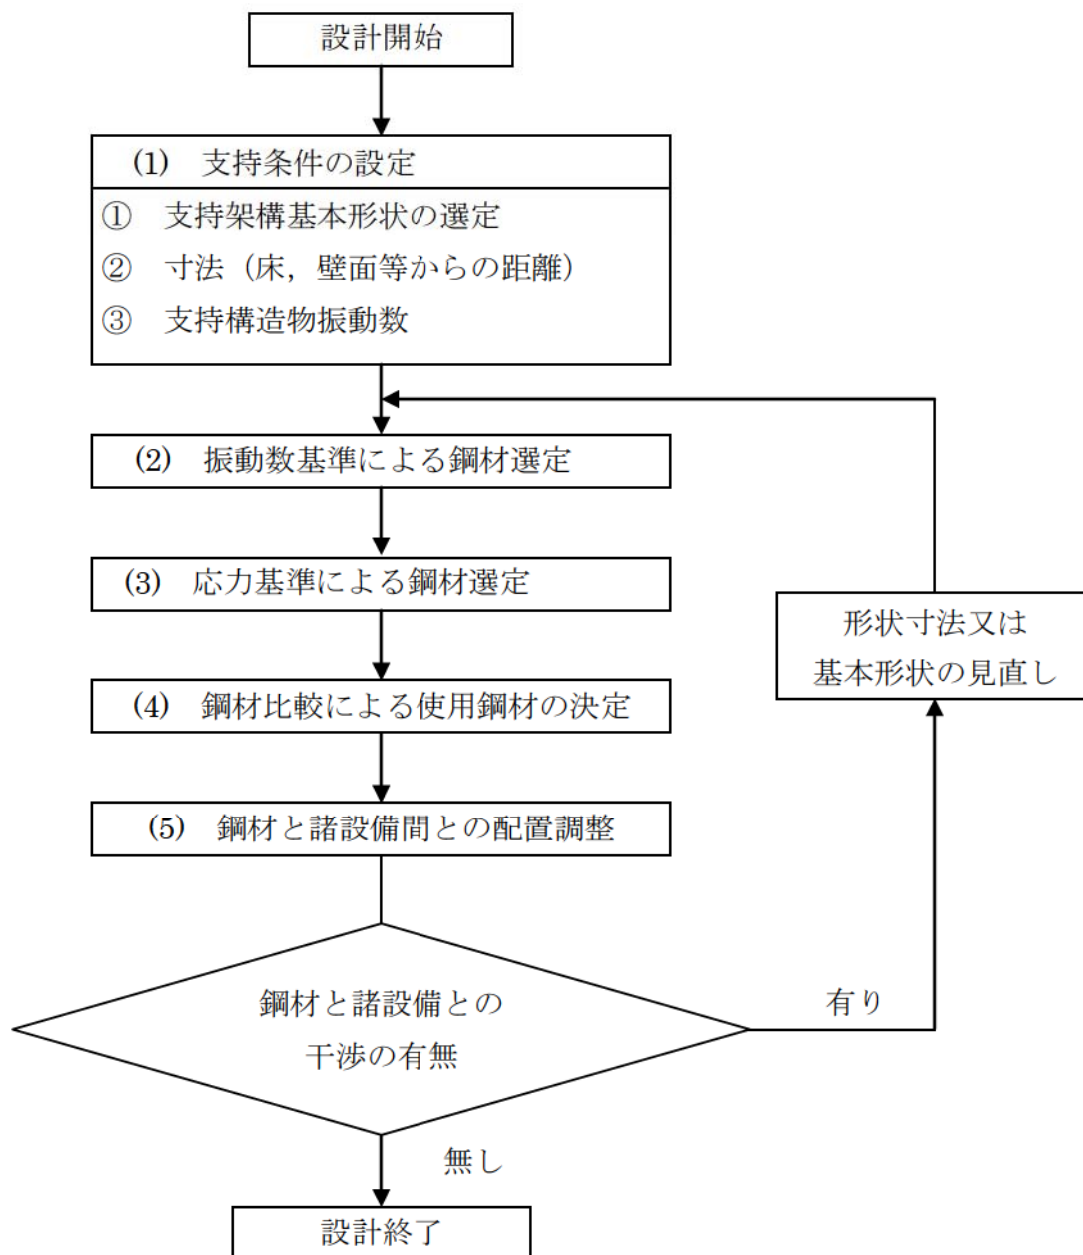 設計開始
(1) 支持条件の設定
① 支持架構基本形状の選定
② 寸法（床，壁面等からの距離）
③ 支持構造物振動数
(2) 振動数基準による鋼材選定
(3) 応力基準による鋼材選定
形状寸法又は
基本形状の見直し
(4) 鋼材比較による使用鋼材の決定
(5) 鋼材と諸設備間との配置調整
鋼材と諸設備との
干渉の有無
有り
無し
設計終了